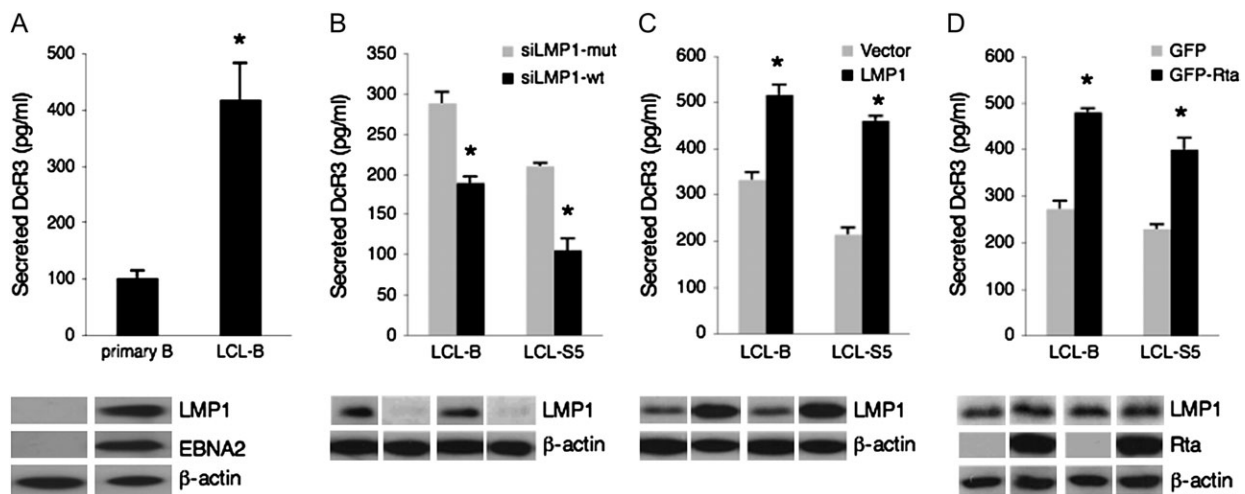 A
Secreted DcR3 (pg/ml)
500
400
300
200
100
0
*
primary B
LCL-B
LMP1
EBNA2
β-actin
B
Secreted DcR3 (pg/ml)
350
300
250
200
150
100
50
0
siLMP1-mut
siLMP1-wt
*
*
LCL-B
LCL-S5
LMP1
β-actin
C
Secreted DcR3 (pg/ml)
600
500
400
300
200
300
0
Vector
LMP1
*
*
LCL-B
LCL-S5
LMP1
β-actin
D
Secreted DcR3 (pg/ml)
600
500
400
300
200
300
0
GFP
GFP-Rta
*
*
LCL-B
LCL-S5
LMP1
Rta
β-actin